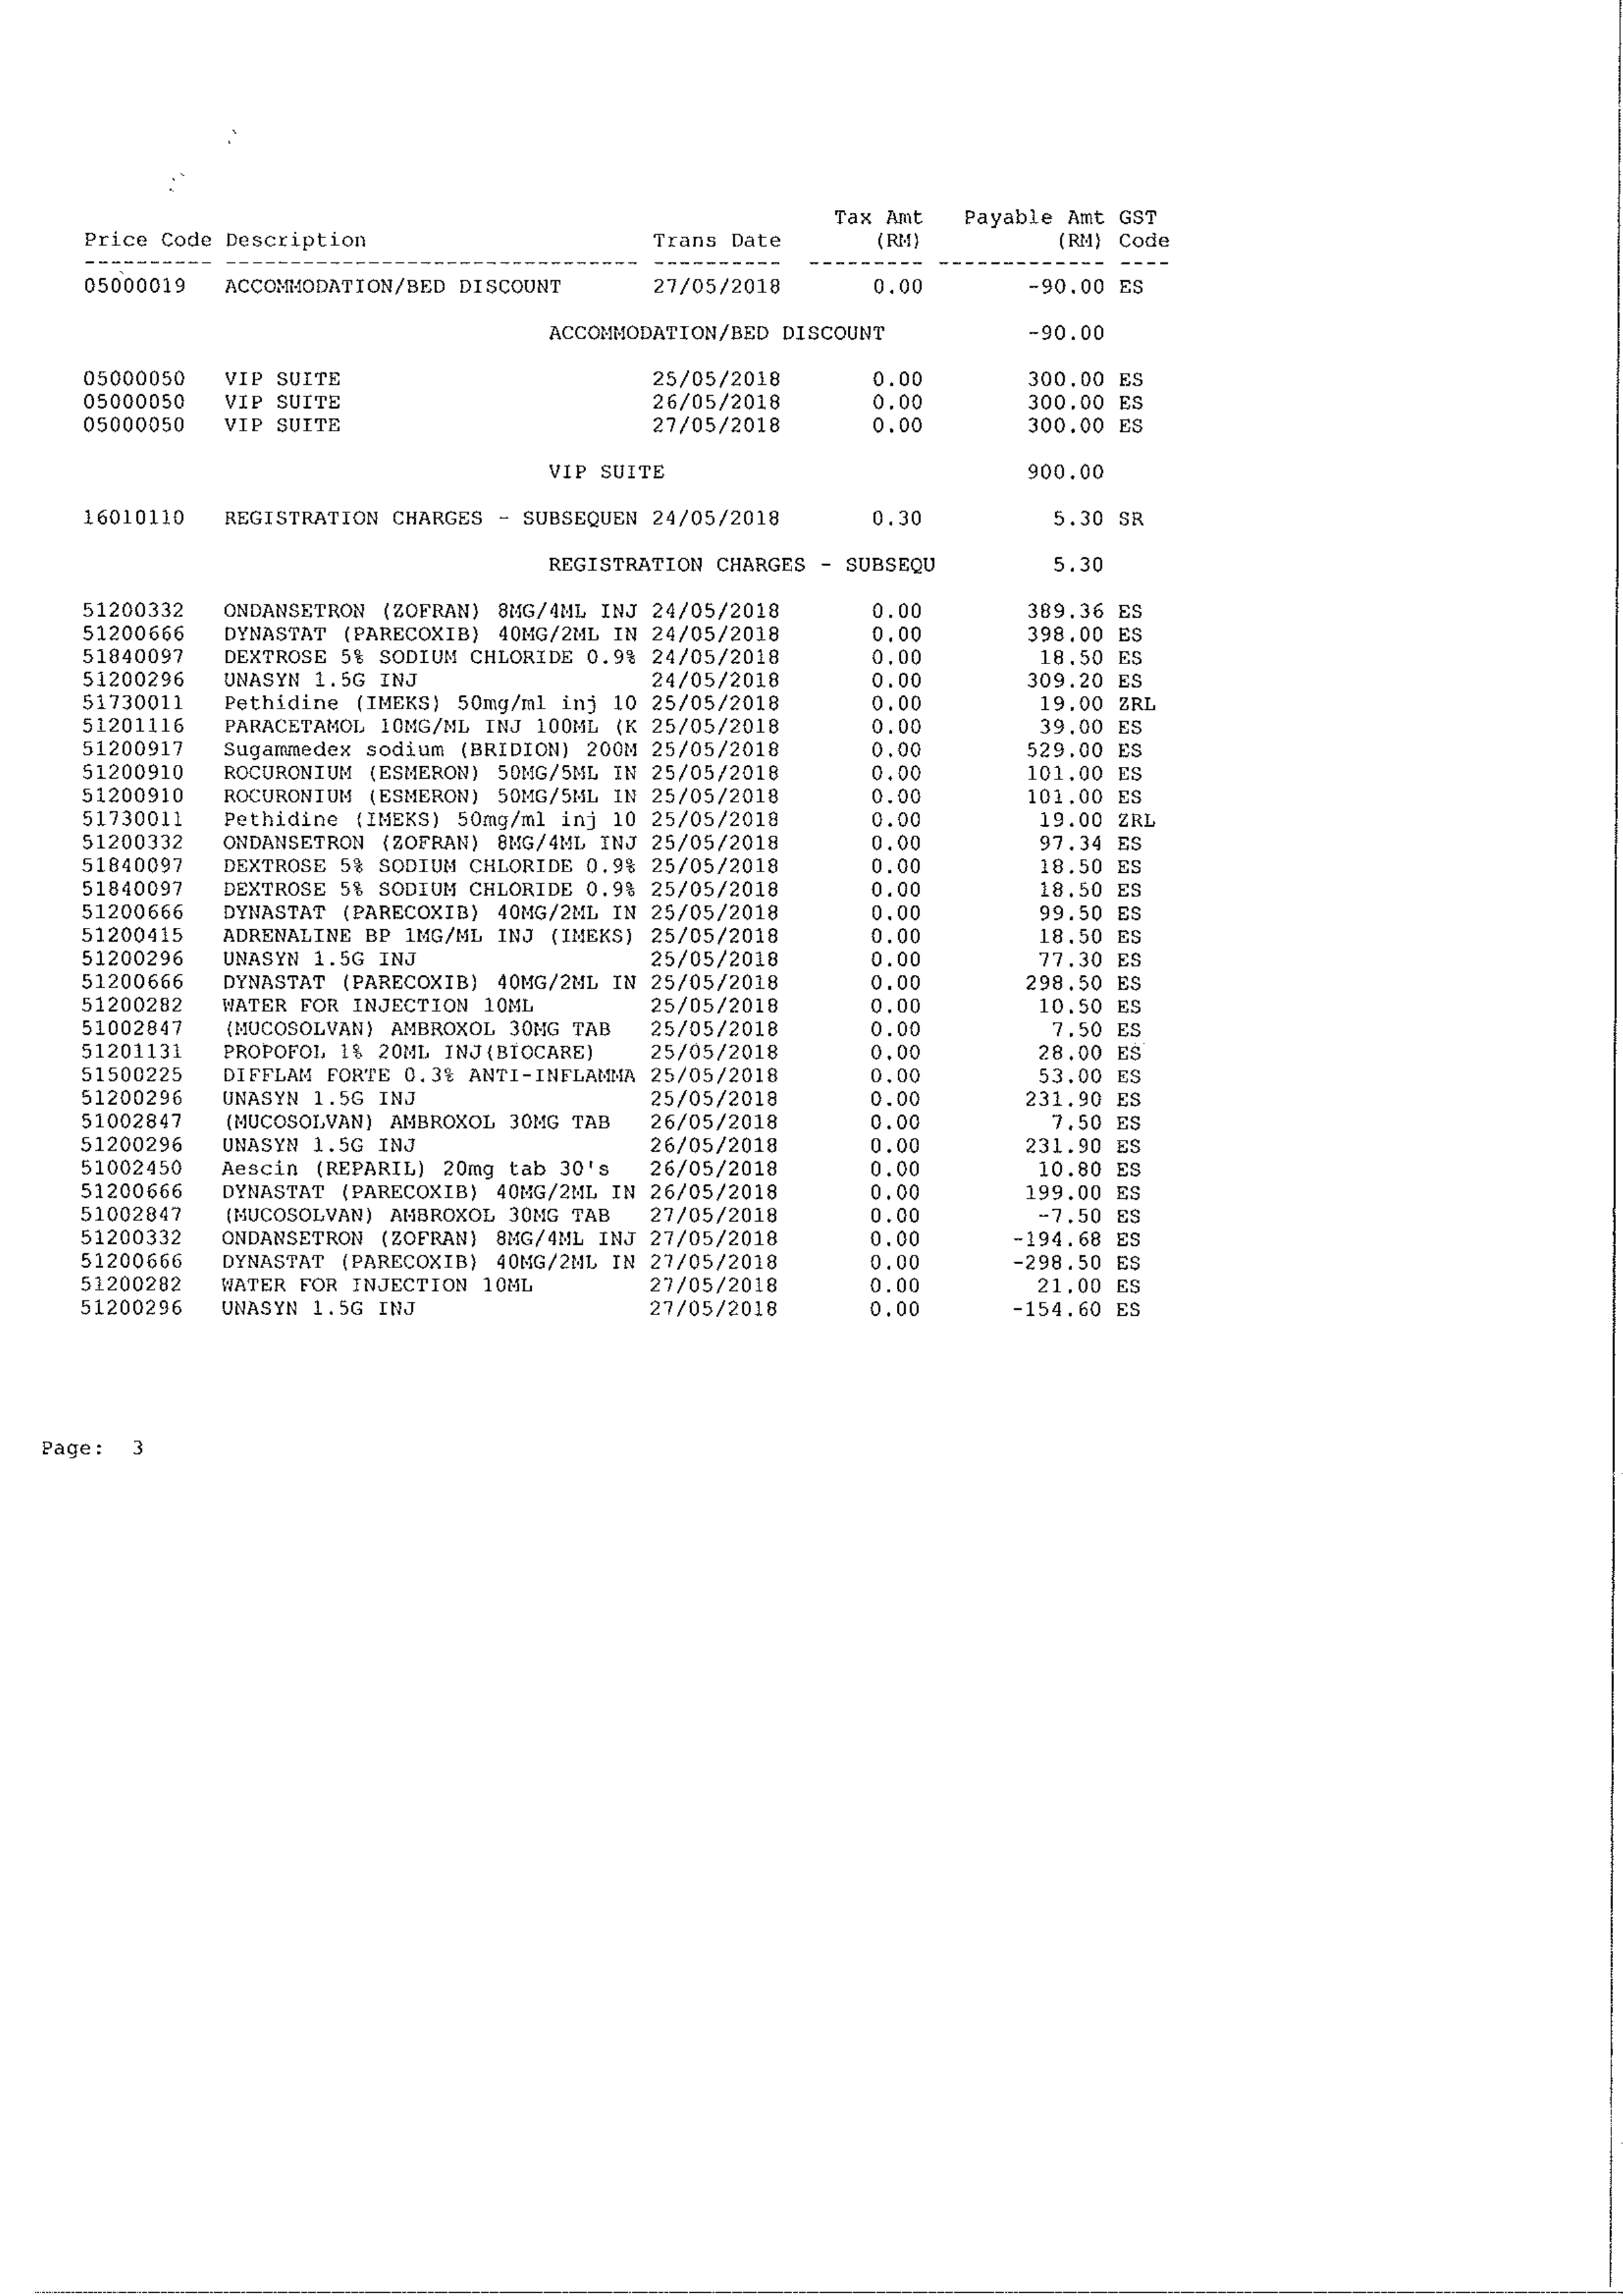 Tax Amt Payable Amt GST
Price Code Description Trans Date (RM) (RM) Code
---------- -------------------------------- ---------- --------- ------------- ----
05000019 ACCOMMODATION/BED DISCOUNT 27/05/2018 0.00 -90.00 ES
ACCOMMODATION/BED DISCOUNT -90.00
05000050 VIP SUITE 25/05/2018 0.00 300.00 ES
05000050 VIP SUITE 26/05/2018 0.00 300.00 ES
05000050 VIP SUITE 27/05/2018 0.00 300.00 ES
VIP SUITE 900.00
16010110 REGISTRATION CHARGES - SUBSEQUEN 24/05/2018 0.30 5.30 SR
REGISTRATION CHARGES - SUBSEQU 5.30
51200332 ONDANSETRON (ZOFRAN) 8MG/4ML INJ 24/05/2018 0.00 389.36 ES
51200666 DYNASTAT (PARECOXIB) 40MG/2ML IN 24/05/2018 0.00 398.00 ES
51840097 DEXTROSE 5% SODIUM CHLORIDE 0.9% 24/05/2018 0.00 18.50 ES
51200296 UNASYN 1.5G INJ 24/05/2018 0.00 309.20 ES
51730011 Pethidine (IMEKS) 50mg/ml inj 10 25/05/2018 0.00 19.00 ZRL
51201116 PARACETAMOL 10MG/ML INJ 100ML (K 25/05/2018 0.00 39.00 ES
51200917 Sugammedex sodium (BRIDION) 200M 25/05/2018 0.00 529.00 ES
51200910 ROCURONIUM (ESMERON) 50MG/5ML IN 25/05/2018 0.00 101.00 ES
51200910 ROCURONIUM (ESMERON) 50MG/5ML IN 25/05/2018 0.00 101.00 ES
51730011 Pethidine (IMEKS) 50mg/ml inj 10 25/05/2018 0.00 19.00 ZRL
51200332 ONDANSETRON (ZOFRAN) 8MG/4ML INJ 25/05/2018 0.00 97.34 ES
51840097 DEXTROSE 5% SODIUM CHLORIDE 0.9% 25/05/2018 0.00 18.50 ES
51840097 DEXTROSE 5% SODIUM CHLORIDE 0.9% 25/05/2018 0.00 18.50 ES
51200666 DYNASTAT (PARECOXIB) 40MG/2ML IN 25/05/2018 0.00 99.50 ES
51200415 ADRENALINE BP 1MG/ML INJ (IMEKS) 25/05/2018 0.00 18.50 ES
51200296 UNASYN 1.5G INJ 25/05/2018 0.00 77.30 ES
51200666 DYNASTAT (PARECOXIB) 40MG/2ML IN 25/05/2018 0.00 298.50 ES
51200282 WATER FOR INJECTION 10ML 25/05/2018 0.00 10.50 ES
51002847 (MUCOSOLVAN) AMBROXOL 30MG TAB 25/05/2018 0.00 7.50 ES
51201131 PROPOFOL 1% 20ML INJ(BIOCARE) 25/05/2018 0.00 28.00 ES
51500225 DIFFLAM FORTE 0.3% ANTI-INFLAMMA 25/05/2018 0.00 53.00 ES
51200296 UNASYN 1.5G INJ 25/05/2018 0.00 231.90 ES
51002847 (MUCOSOLVAN) AMBROXOL 30MG TAB 26/05/2018 0.00 7.50 ES
51200296 UNASYN 1.5G INJ 26/05/2018 0.00 231.90 ES
51002450 Aescin (REPARIL) 20mg tab 30's 26/05/2018 0.00 10.80 ES
51200666 DYNASTAT (PARECOXIB) 40MG/2ML IN 26/05/2018 0.00 199.00 ES
51002847 (MUCOSOLVAN) AMBROXOL 30MG TAB 27/05/2018 0.00 -7.50 ES
51200332 ONDANSETRON (ZOFRAN) 8MG/4ML INJ 27/05/2018 0.00 -194.68 ES
51200666 DYNASTAT (PARECOXIB) 40MG/2ML IN 27/05/2018 0.00 -298.50 ES
51200282 WATER FOR INJECTION 10ML 27/05/2018 0.00 21.00 ES
51200296 UNASYN 1.5G INJ 27/05/2018 0.00 -154.60 ES
Page: 3